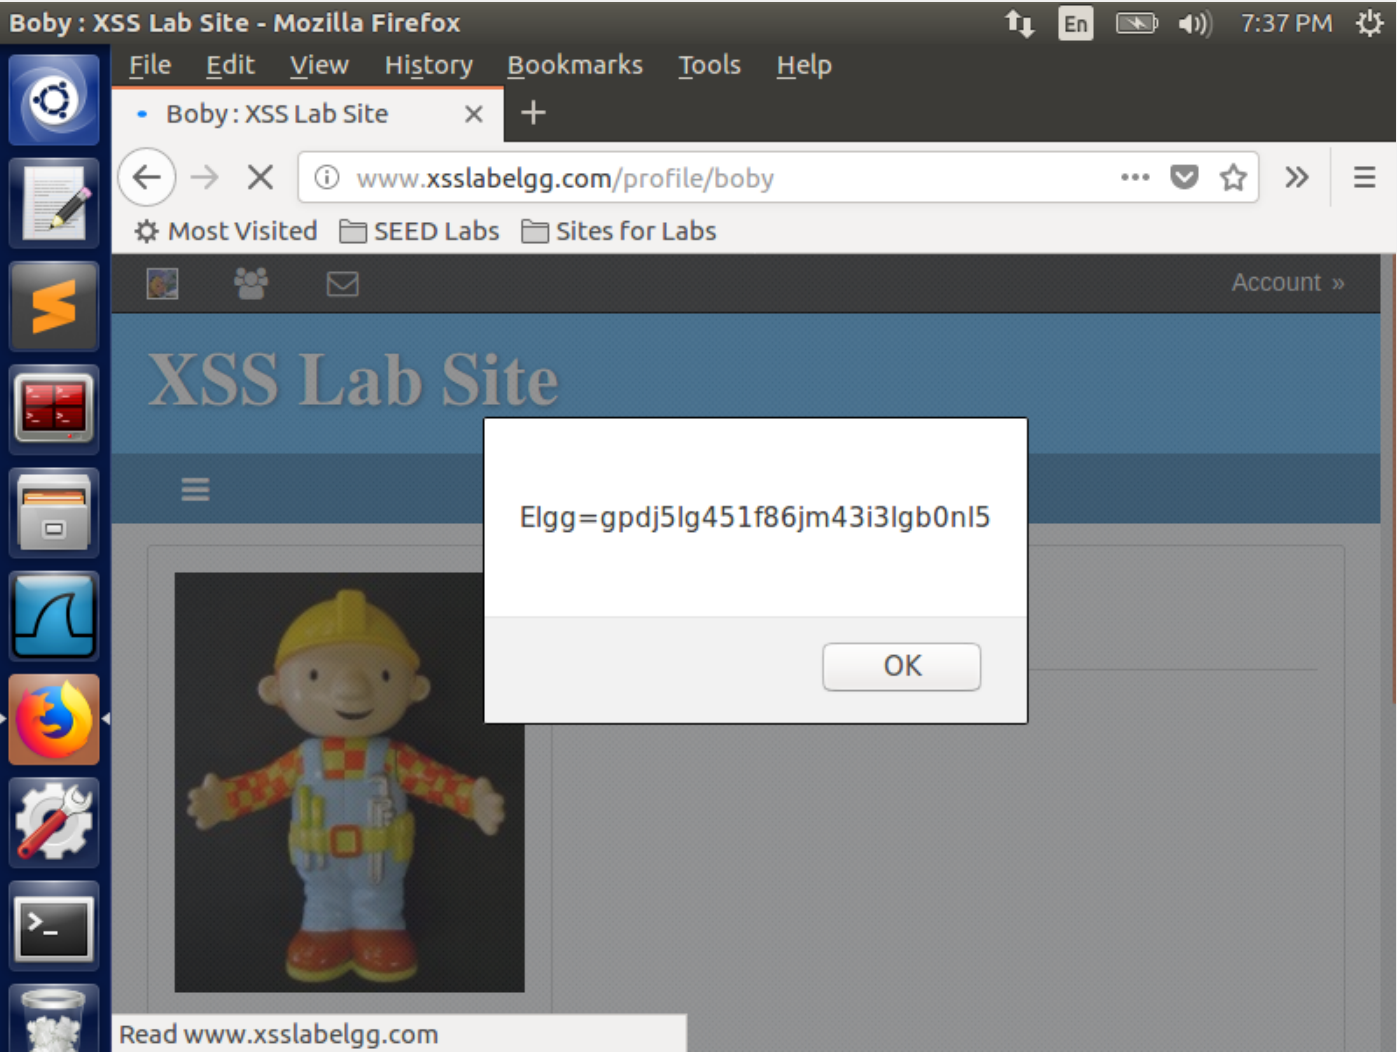 Boby : XSS Lab Site - Mozilla Firefox
En
7:37 PM
File Edit View History Bookmarks Tools Help
Boby : XSS Lab Site
www.xsslabelgg.com/profile/boby
Most Visited SEED Labs Sites for Labs
Account »
XSS Lab Site
Elgg=gpdj5lg451f86jm43i3lgb0nl5
OK
Read www.xsslabelgg.com